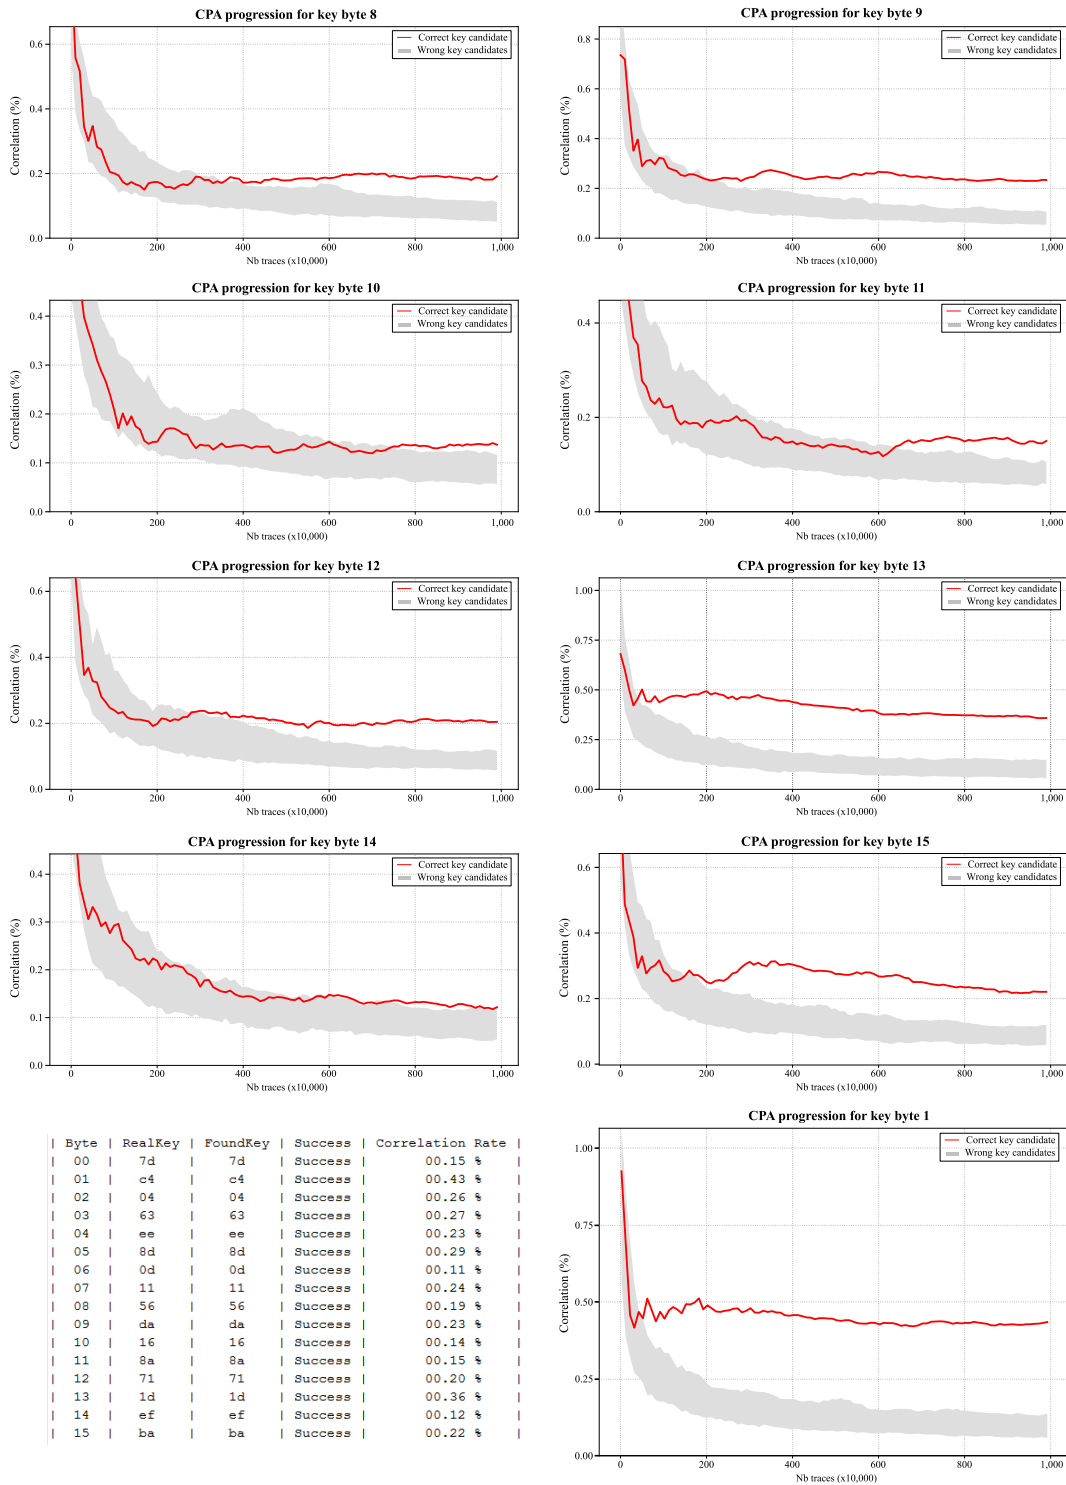 CPA progression for key byte 8
Correlation (%)
0.6
0.4
0.2
0.0
Correct key candidate
Wrong key candidates
0 200 400 600 800 1,000
Nb traces (x10,000)
CPA progression for key byte 9
Correlation (%)
0.8
0.6
0.4
0.2
0.0
Correct key candidate
Wrong key candidates
0 200 400 600 800 1,000
Nb traces (x10,000)
CPA progression for key byte 10
Correlation (%)
0.4
0.3
0.2
0.1
0.0
Correct key candidate
Wrong key candidates
0 200 400 600 800 1,000
Nb traces (x10,000)
CPA progression for key byte 11
Correlation (%)
0.4
0.2
0.0
Correct key candidate
Wrong key candidates
0 200 400 600 800 1,000
Nb traces (x10,000)
CPA progression for key byte 12
Correlation (%)
0.6
0.4
0.2
0.0
Correct key candidate
Wrong key candidates
0 200 400 600 800 1,000
Nb traces (x10,000)
CPA progression for key byte 13
Correlation (%)
1.00
0.75
0.50
0.25
0.00
Correct key candidate
Wrong key candidates
0 200 400 600 800 1,000
Nb traces (x10,000)
CPA progression for key byte 14
Correlation (%)
0.4
0.3
0.2
0.1
0.0
Correct key candidate
Wrong key candidates
0 200 400 600 800 1,000
Nb traces (x10,000)
CPA progression for key byte 15
Correlation (%)
0.6
0.4
0.2
0.0
Correct key candidate
Wrong key candidates
0 200 400 600 800 1,000
Nb traces (x10,000)
| Byte | RealKey | FoundKey | Success | Correlation Rate |
| 00 | 7d | 7d | Success | 00.15 % |
| 01 | c4 | c4 | Success | 00.43 % |
| 02 | 04 | 04 | Success | 00.26 % |
| 03 | 63 | 63 | Success | 00.27 % |
| 04 | ee | ee | Success | 00.23 % |
| 05 | 8d | 8d | Success | 00.29 % |
| 06 | 0d | 0d | Success | 00.11 % |
| 07 | 11 | 11 | Success | 00.24 % |
| 08 | 56 | 56 | Success | 00.19 % |
| 09 | da | da | Success | 00.23 % |
| 10 | 16 | 16 | Success | 00.14 % |
| 11 | 8a | 8a | Success | 00.15 % |
| 12 | 71 | 71 | Success | 00.20 % |
| 13 | 1d | 1d | Success | 00.36 % |
| 14 | ef | ef | Success | 00.12 % |
| 15 | ba | ba | Success | 00.22 % |
CPA progression for key byte 1
Correlation (%)
1.00
0.75
0.50
0.25
0.00
Correct key candidate
Wrong key candidates
0 200 400 600 800 1,000
Nb traces (x10,000)